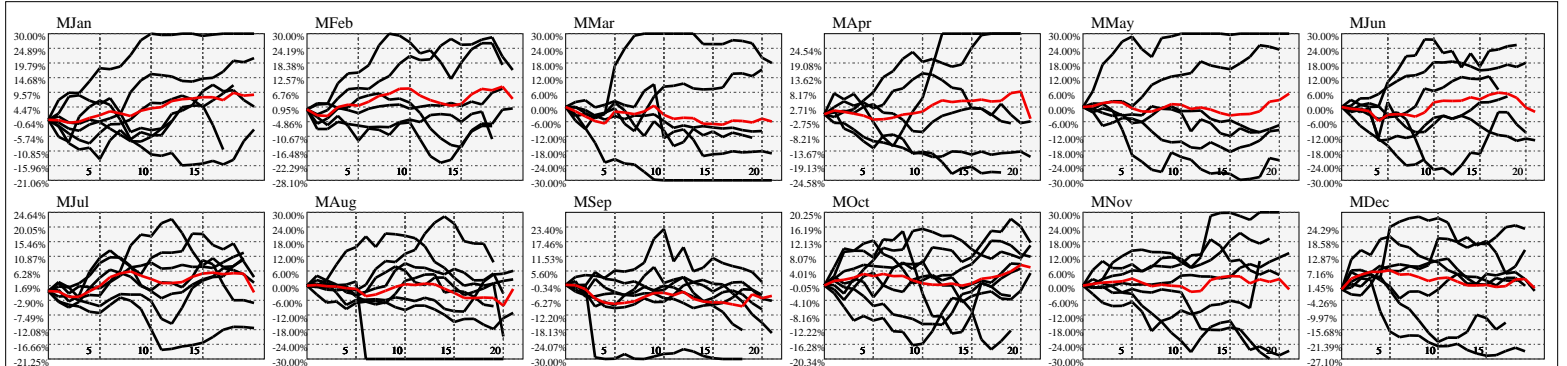 MJan MFeb MMar MApr MMay MJun
30.00% 30.00% 30.00% 30.00% 30.00%
24.89% 24.19% 24.00% 24.54% 24.00% 24.00%
19.79% 18.38% 18.00% 19.08% 18.00% 18.00%
14.68% 12.57% 12.00% 13.62% 12.00% 12.00%
9.57% 6.76% 6.00% 8.16% 6.00% 6.00%
4.47% 0.95% 0.00% 2.71% 0.00% 0.00%
-0.64% -4.86% -6.00% -2.75% -6.00% -6.00%
-5.74% -10.67% -12.00% -8.21% -12.00% -12.00%
-10.85% -16.48% -18.00% -13.67% -18.00% -18.00%
-15.96% -22.29% -24.00% -19.13% -24.00% -24.00%
5 10 15 5 10 15 5 10 15 20 5 10 15 20 5 10 15 20 5 10 15 20
-21.06% -28.10% -30.00% -24.58% -30.00% -30.00%
MJul MAug MSep MOct MNov MDec
24.64% 30.00% 20.25% 30.00%
20.05% 24.00% 23.40% 16.19% 24.00% 24.29%
15.46% 18.00% 17.47% 12.13% 18.00% 18.58%
10.87% 12.00% 11.53% 8.07% 12.00% 12.87%
6.28% 6.00% 5.60% 4.01% 6.00% 7.16%
1.69% 0.00% -0.34% -0.05% 0.00% 1.45%
-2.90% -6.00% -6.27% -4.10% -6.00% -4.26%
-7.49% -12.00% -12.20% -8.16% -12.00% -9.97%
-12.08% -18.00% -18.13% -12.22% -18.00% -15.68%
-16.66% -24.00% -24.07% -16.28% -24.00% -21.39%
5 10 15 5 10 15 20 5 10 15 20 5 10 15 20 5 10 15 20 5 10 15 20
-21.25% -30.00% -30.00% -20.34% -30.00% -27.10%